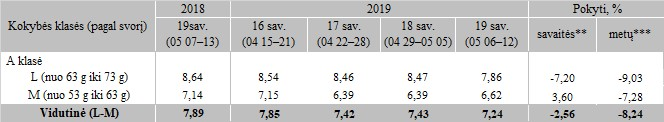 Kokybės klasės (pagal svorį) 2018 2019 Pokyti, %
19sav. (05 07–13) 16 sav. (04 15–21) 17 sav. (04 22–28) 18 sav. (04 29–05 05) 19 sav. (05 06–12) savaitės** metų***
A klasė
L (nuo 63 g iki 73 g) 8,64 8,54 8,46 8,47 7,86 -7,20 -9,03
M (nuo 53 g iki 63 g) 7,14 7,15 6,39 6,39 6,62 3,60 -7,28
Vidutinė (L-M) 7,89 7,85 7,42 7,43 7,24 -2,56 -8,24